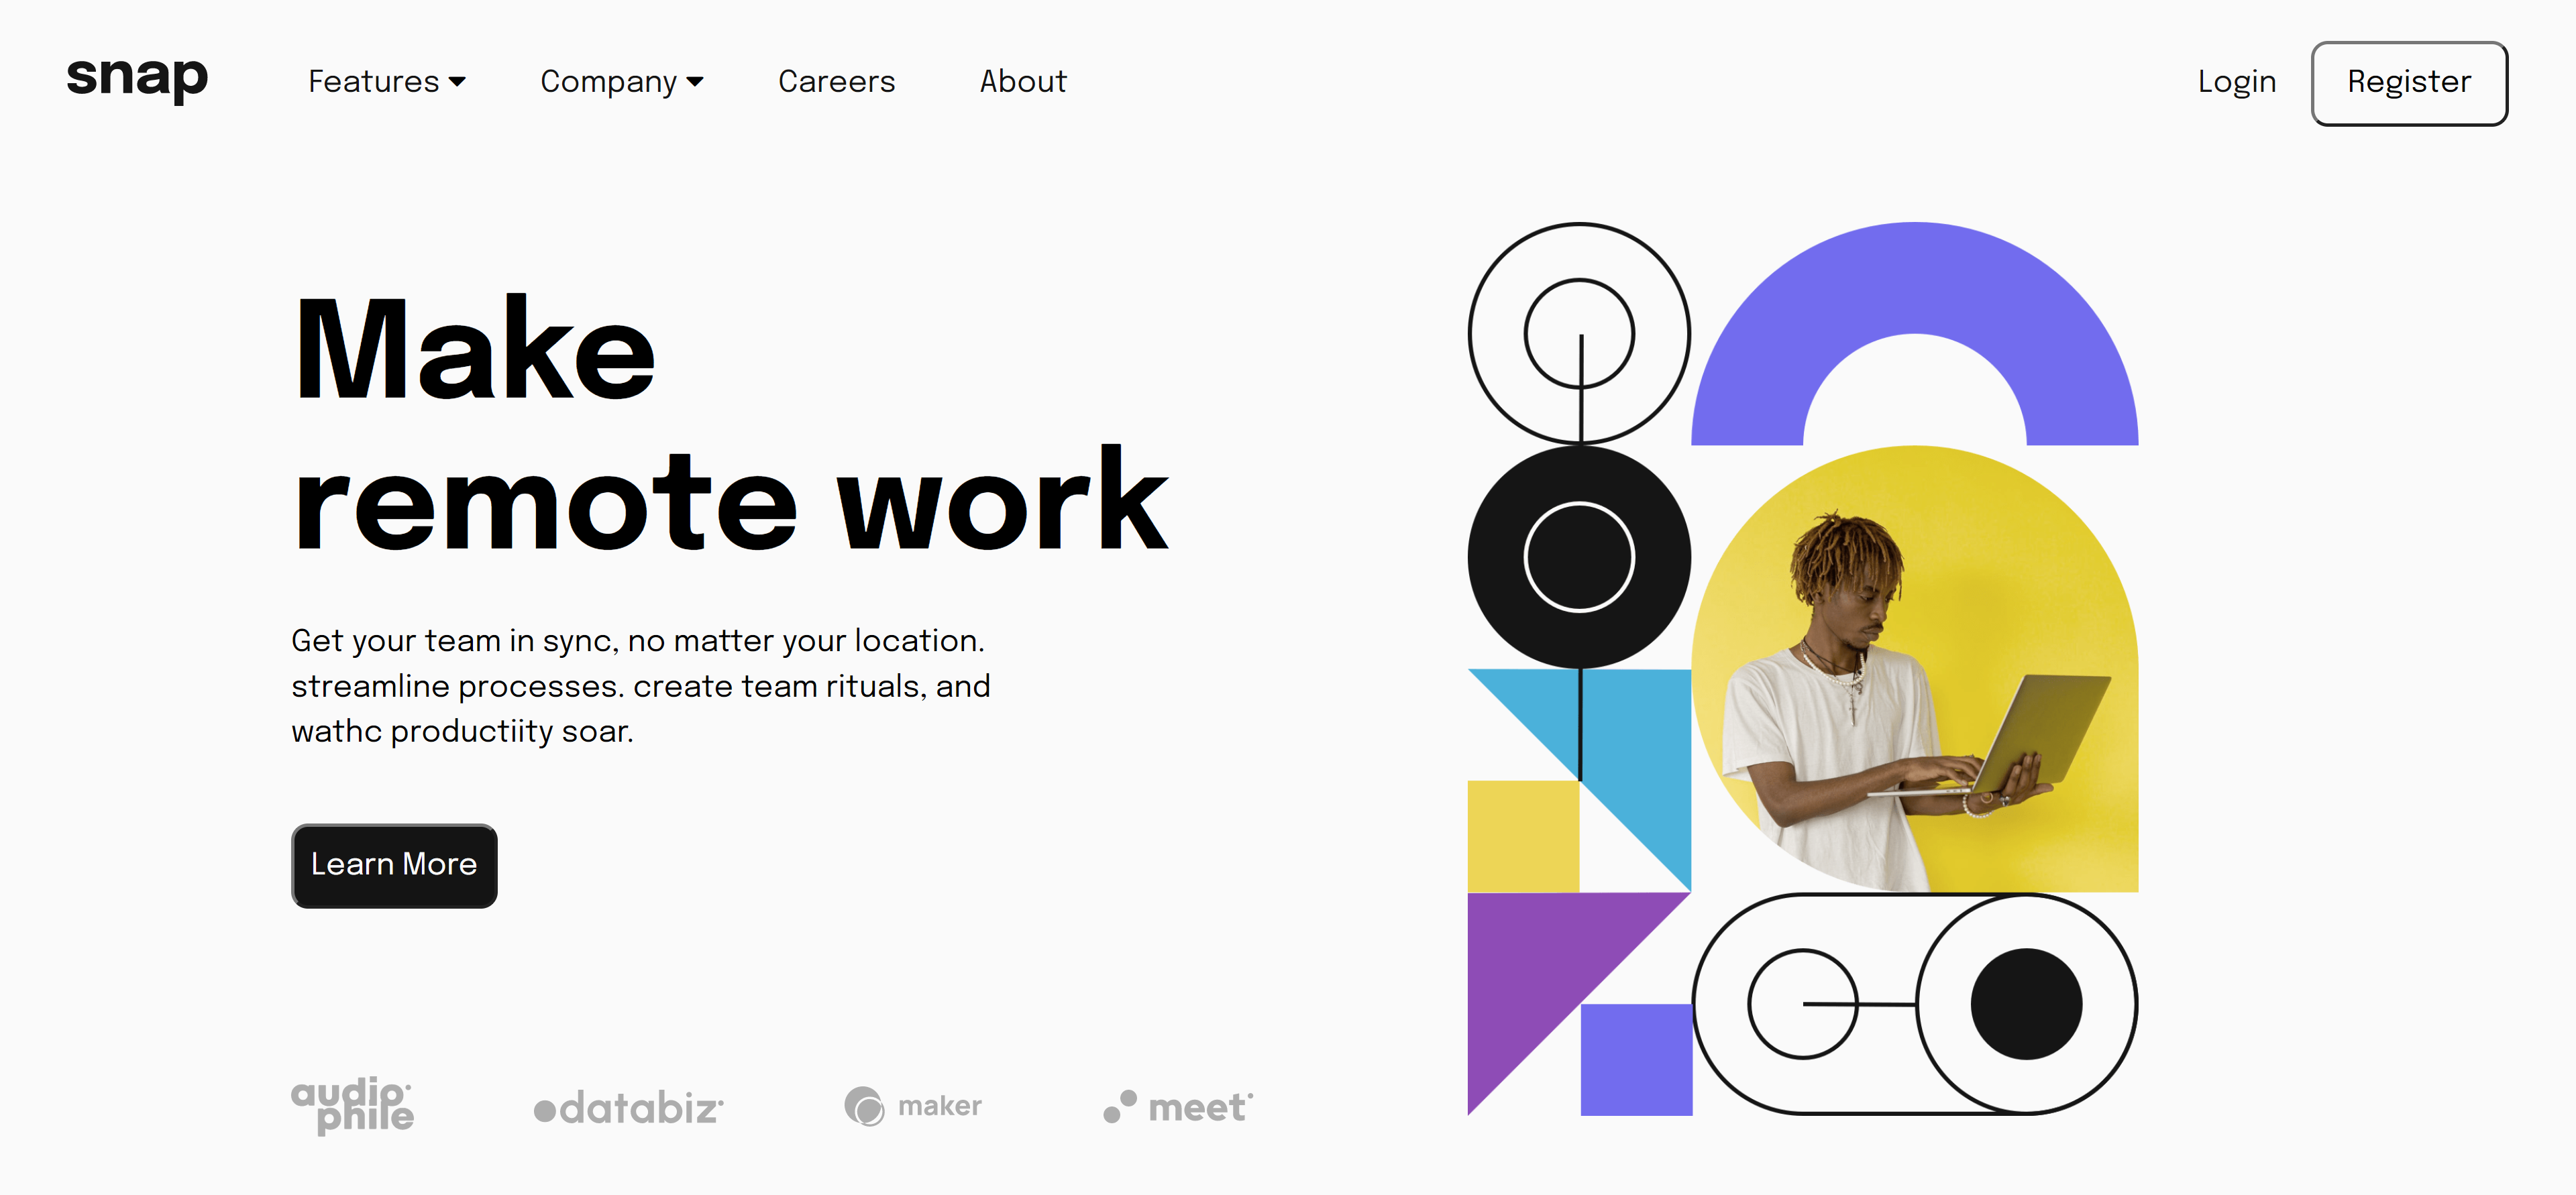 snap
Features
Company
Careers
About
Login
Register
Make
remote work
Get your team in sync, no matter your location.
streamline processes. create team rituals, and
wathc productiity soar.
Learn More
audio
phile
databiz
maker
meet